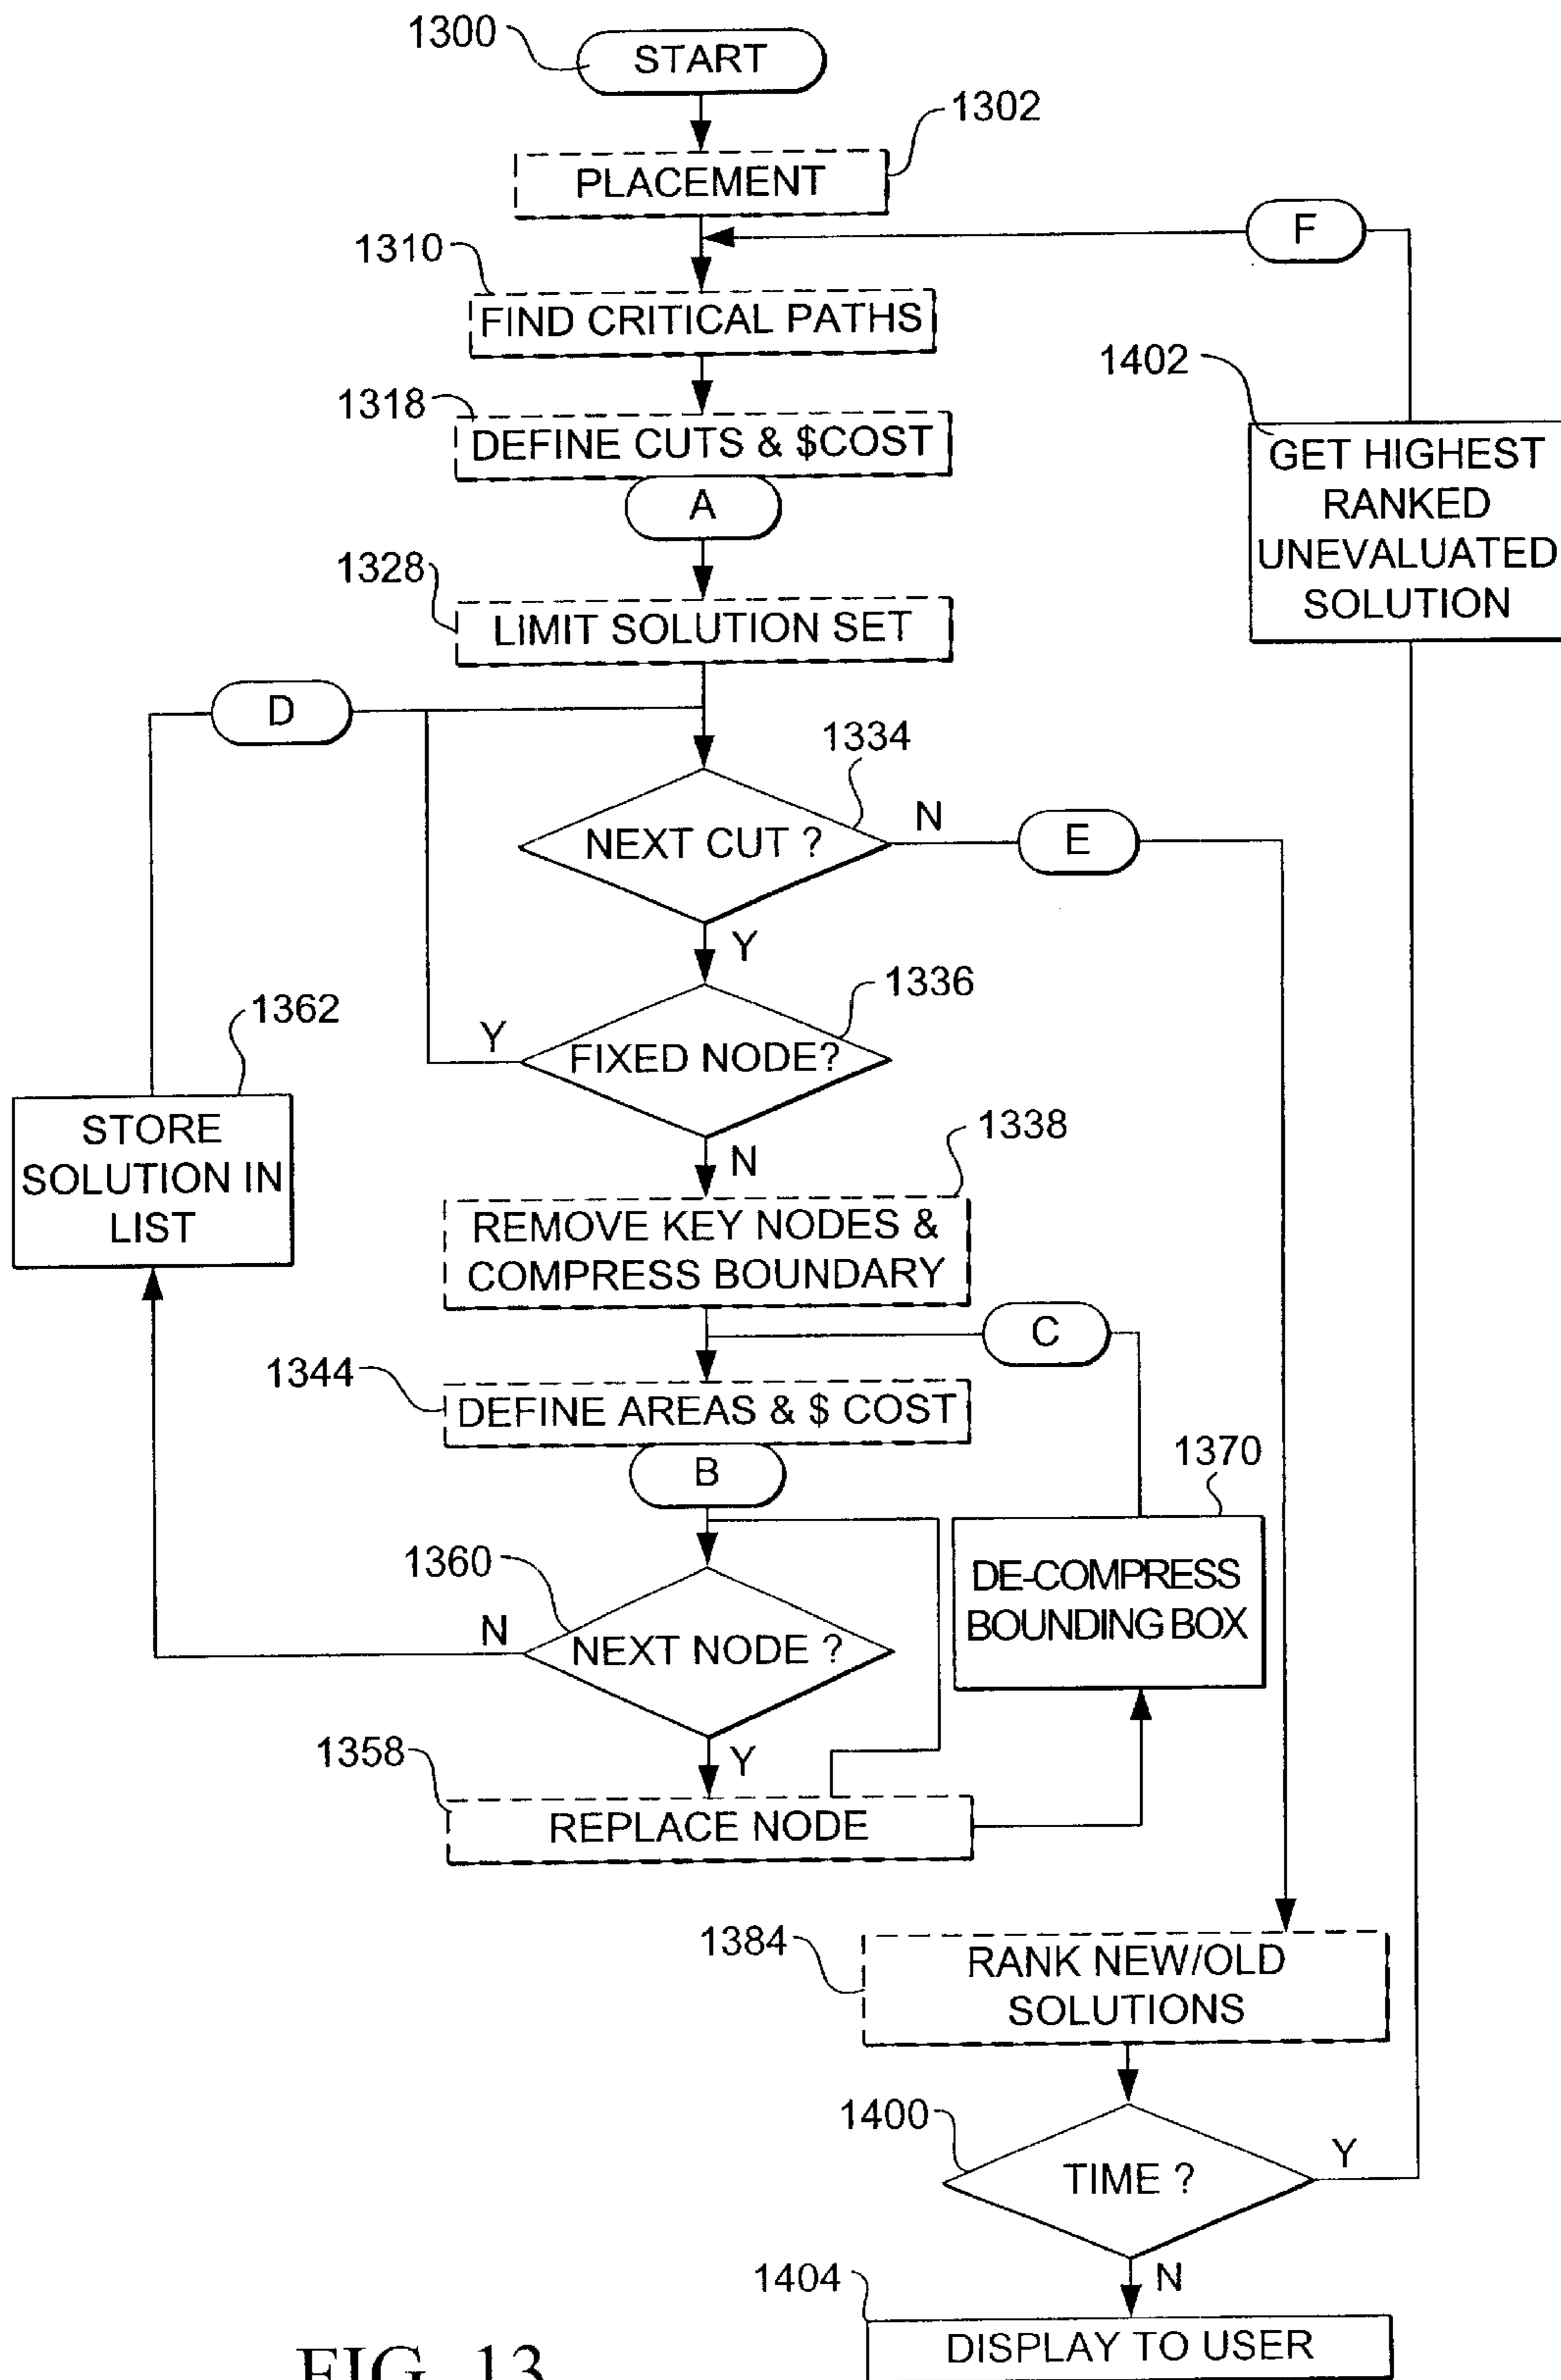 1300
START
1302
PLACEMENT
F
1310
FIND CRITICAL PATHS
1402
1318
DEFINE CUTS & $COST
GET HIGHEST
RANKED
UNEVALUATED
SOLUTION
A
1328
LIMIT SOLUTION SET
D
1334
NEXT CUT ?
N
E
Y
1336
1362
Y
FIXED NODE?
STORE
SOLUTION IN
LIST
N
1338
REMOVE KEY NODES &
COMPRESS BOUNDARY
C
1344
DEFINE AREAS & $ COST
B
1370
1360
DE-COMPRESS
BOUNDING BOX
N
NEXT NODE ?
1358
Y
REPLACE NODE
1384
RANK NEW/OLD
SOLUTIONS
1400
TIME ?
Y
N
1404
DISPLAY TO USER
FIG. 13